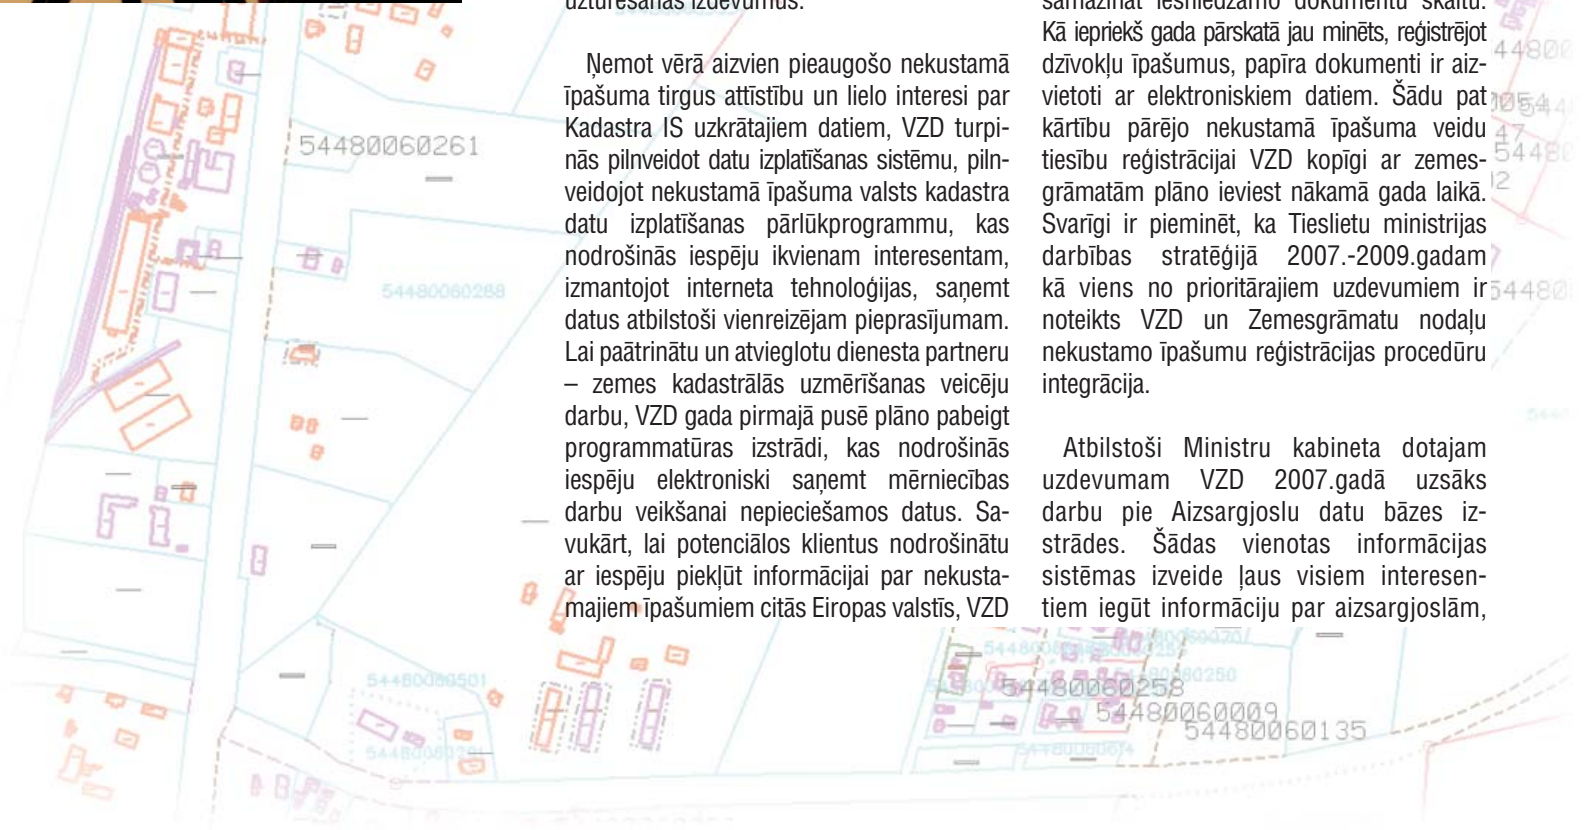 uzturēšanas izdevumus.
Ņemot vērā aizvien pieaugošo nekustamā
īpašuma tirgus attīstību un lielo interesi par
Kadastra IS uzkrātajiem datiem, VZD turpi-
nās pilnveidot datu izplatīšanas sistēmu, piln-
veidojot nekustamā īpašuma valsts kadastra
datu izplatīšanas pārlūkprogrammu, kas
nodrošinās iespēju ikvienam interesentam,
izmantojot interneta tehnoloģijas, saņemt
datus atbilstoši vienreizējam pieprasījumam.
Lai paātrinātu un atvieglotu dienesta partneru
– zemes kadastrālās uzmērīšanas veicēju
darbu, VZD gada pirmajā pusē plāno pabeigt
programmatūras izstrādi, kas nodrošinās
iespēju elektroniski saņemt mērniecības
darbu veikšanai nepieciešamos datus. Sa-
vukārt, lai potenciālos klientus nodrošinātu
ar iespēju piekļūt informācijai par nekusta-
majiem īpašumiem citās Eiropas valstīs, VZD
samazināt iesniedzamo dokumentu skaitu.
Kā iepriekš gada pārskatā jau minēts, reģistrējot
dzīvokļu īpašumus, papīra dokumenti ir aiz-
vietoti ar elektroniskiem datiem. Šādu pat
kārtību pārējo nekustamā īpašuma veidu
tiesību reģistrācijai VZD kopīgi ar zemes-
grāmatām plāno ieviest nākamā gada laikā.
Svarīgi ir pieminēt, ka Tieslietu ministrijas
darbības stratēģijā 2007.-2009.gadam
kā viens no prioritārajiem uzdevumiem ir
noteikts VZD un Zemesgrāmatu nodaļu
nekustamo īpašumu reģistrācijas procedūru
integrācija.
Atbilstoši Ministru kabineta dotajam
uzdevumam VZD 2007.gadā uzsāks
darbu pie Aizsargjoslu datu bāzes iz-
strādes. Šādas vienotas informācijas
sistēmas izveide ļaus visiem interesen-
tiem iegūt informāciju par aizsargjoslām,
54480060261
54480060288
54480060501
54480060258
54480060009
54480060135